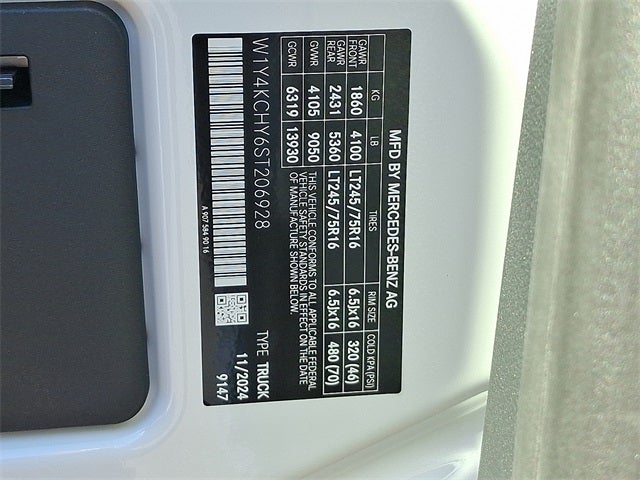 MFD BY MERCEDES-BENZ AG
KG LB TIRES RIM SIZE COLD KPA (PSI)
GAWR FRONT 1860 4100 LT245/75R16 6.5Jx16 320 (46)
GAWR REAR 2431 5360 LT245/75R16 6.5Jx16 480 (70)
GVWR 4105 9050
GCWR 6319 13930
THIS VEHICLE CONFORMS TO ALL APPLICABLE FEDERAL
VEHICLE SAFETY STANDARDS IN EFFECT ON THE DATE
OF MANUFACTURE SHOWN BELOW.
W1Y4KCHY6ST206928 TYPE TRUCK
11/2024
9147
A 907 584 90 16